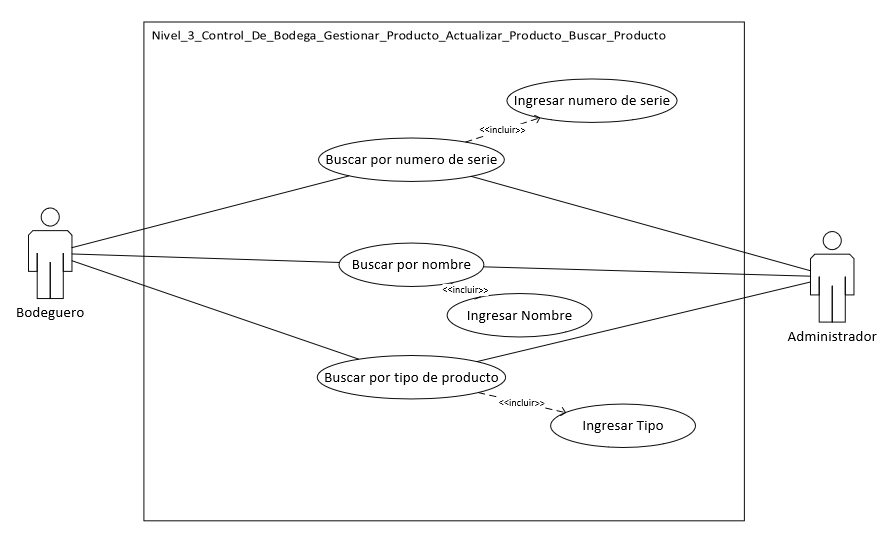 Nivel_3_Control_De_Bodega_Gestionar_Producto_Actualizar_Producto_Buscar_Producto
Ingresar numero de serie
<<incluir>>
Buscar por numero de serie
Buscar por nombre
<<incluir>>
Ingresar Nombre
Bodeguero
Administrador
Buscar por tipo de producto
<<incluir>>
Ingresar Tipo